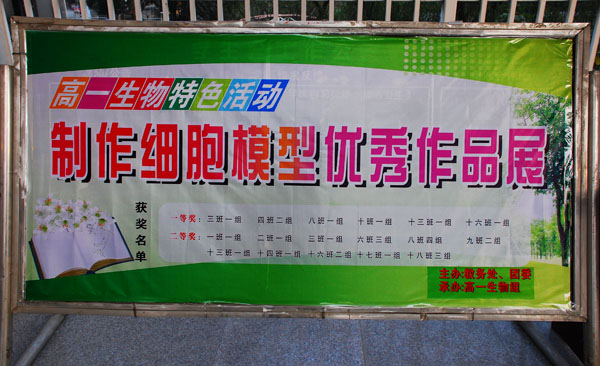 高一生物特色活动
制作细胞模型优秀作品展
获奖名单
一等奖: 三班一组 四班二组 八班一组 十班一组 十三班一组 十六班一组
二等奖: 一班一组 二班一组 三班一组 六班三组 八班四组 九班二组
十三班一组 十四班一组 十六班二组 十七班一组 十八班三组
主办:教务处、团委
承办:高一生物组